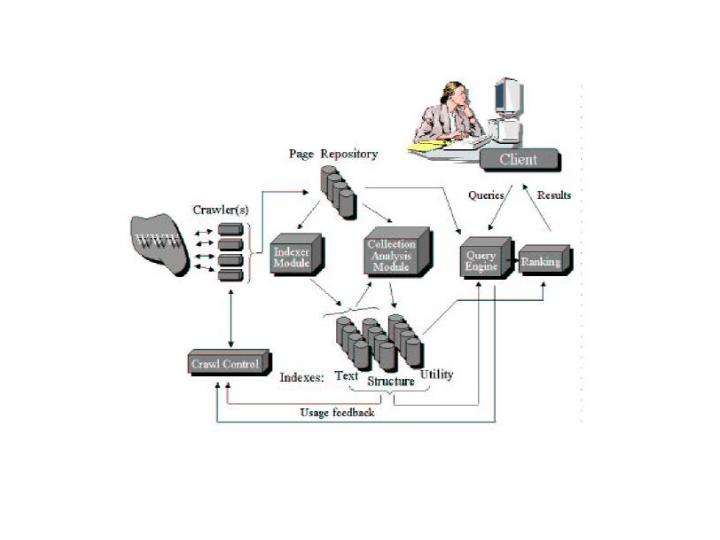 Client
Page Repository
Queries
Results
Crawler(s)
WWW
Indexer
Module
Collection
Analysis
Module
Query
Engine
Ranking
Crawl Control
Indexes:
Text
Structure
Utility
Usage feedback